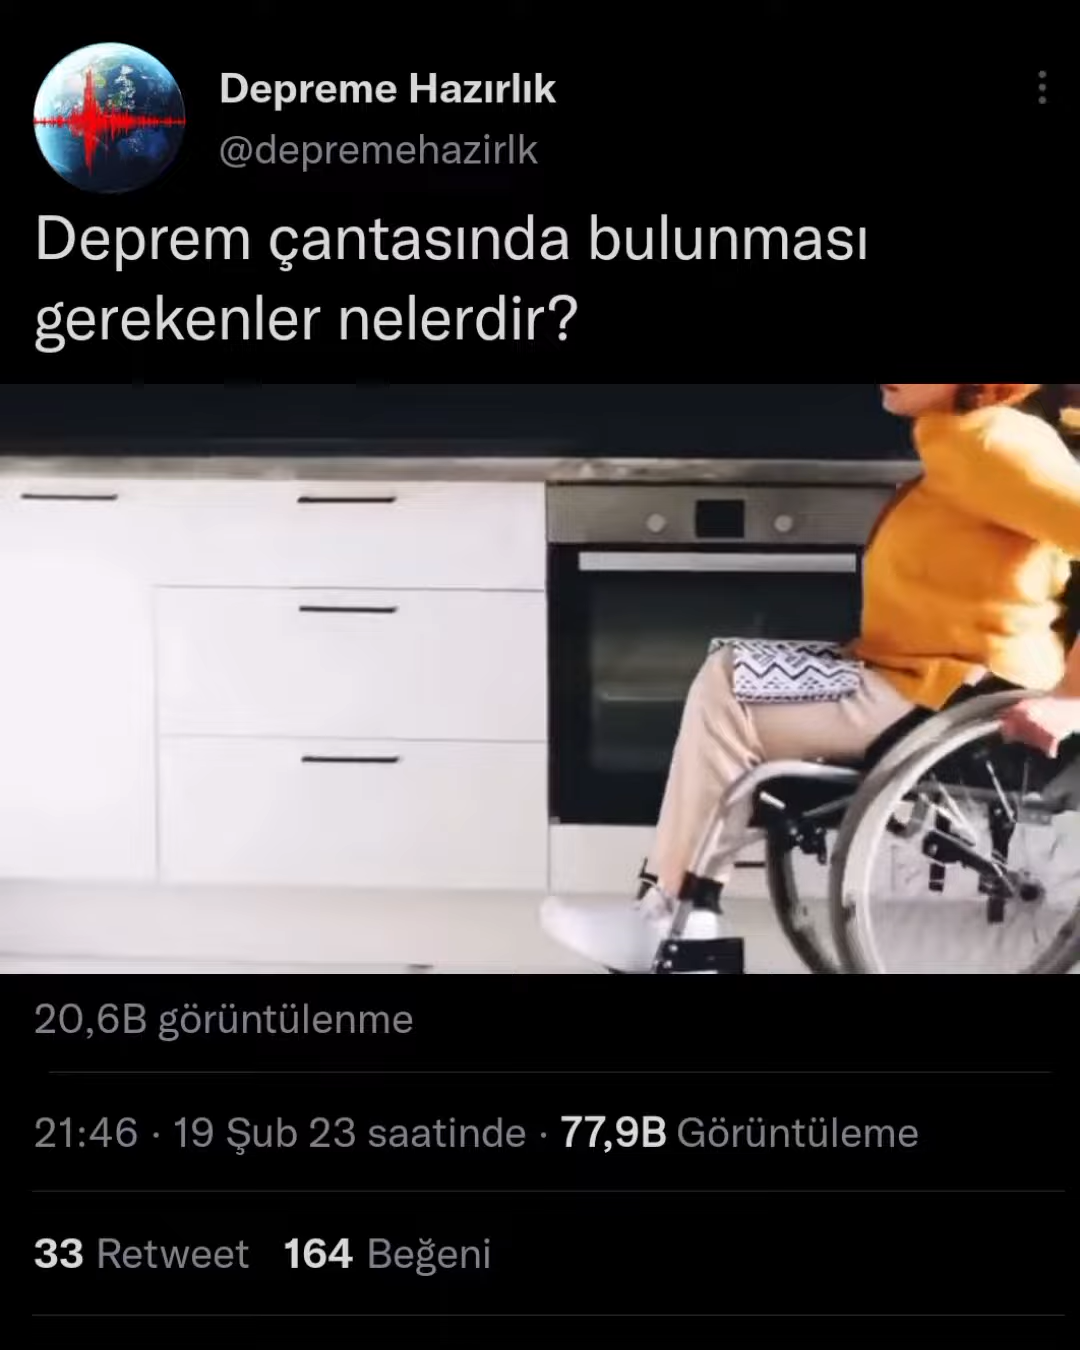 Depreme Hazırlık
@depremehazirlk
Deprem çantasında bulunması
gerekenler nelerdir?
20,6B görüntülenme
21:46 · 19 Şub 23 saatinde · 77,9B Görüntüleme
33 Retweet 164 Beğeni